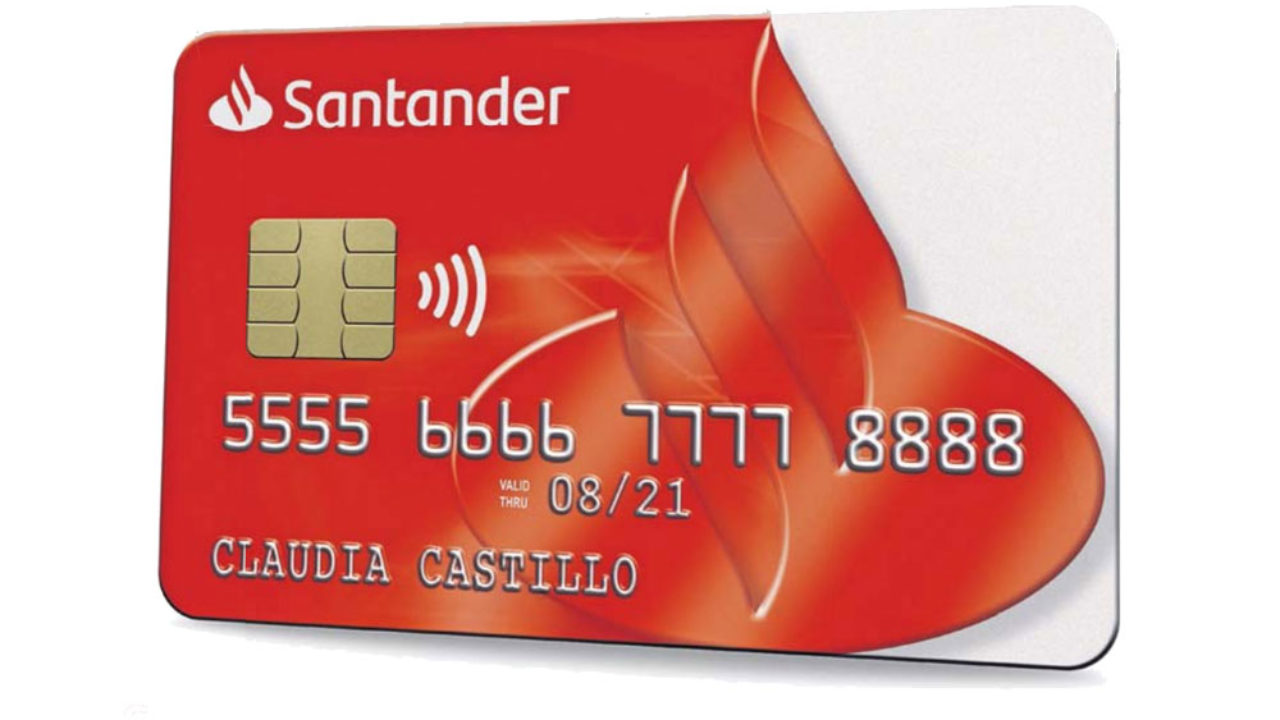 Santander
5555 6666 7777 8888
VALID
THRU
08/21
CLAUDIA CASTILLO